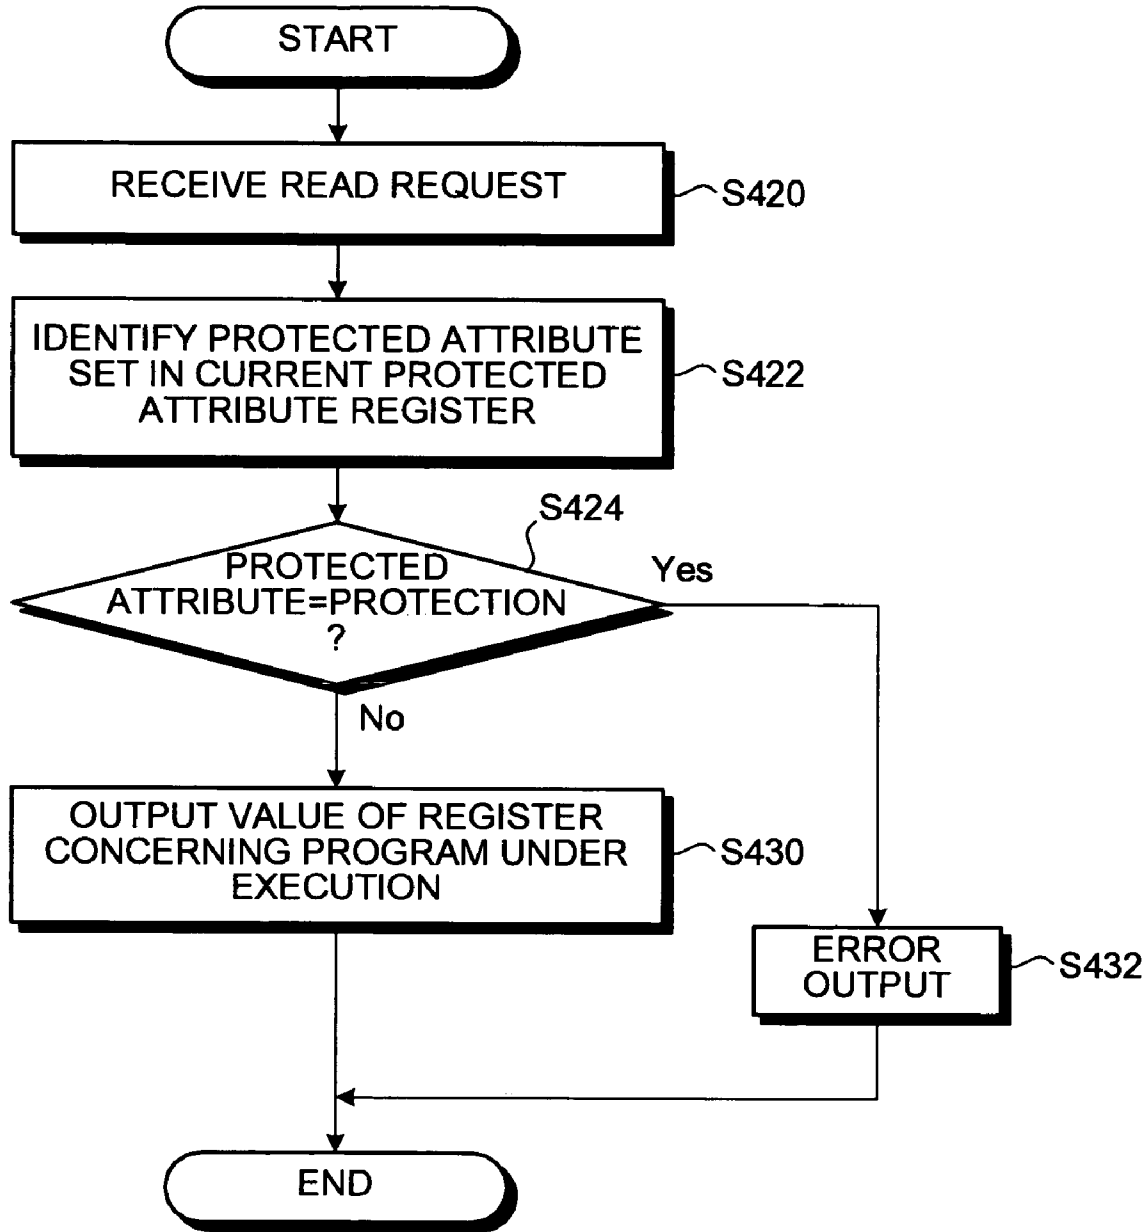 START
RECEIVE READ REQUEST
S420
IDENTIFY PROTECTED ATTRIBUTE
SET IN CURRENT PROTECTED
ATTRIBUTE REGISTER
S422
S424
PROTECTED
ATTRIBUTE=PROTECTION
?
Yes
No
OUTPUT VALUE OF REGISTER
CONCERNING PROGRAM UNDER
EXECUTION
S430
ERROR
OUTPUT
S432
END